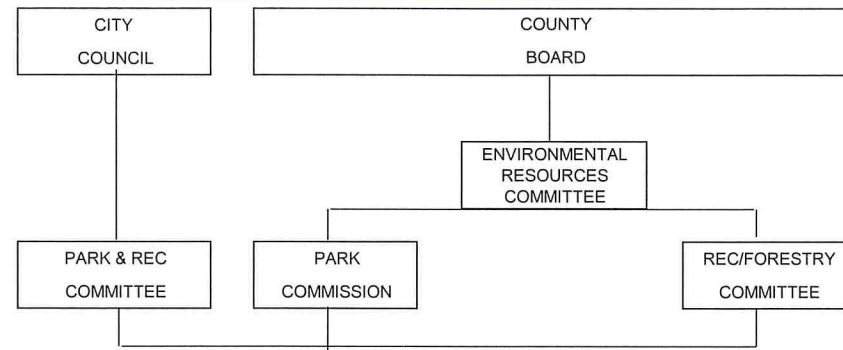 CITY
COUNCIL
COUNTY
BOARD
ENVIRONMENTAL
RESOURCES
COMMITTEE
PARK & REC
COMMITTEE
PARK
COMMISSION
REC/FORESTRY
COMMITTEE